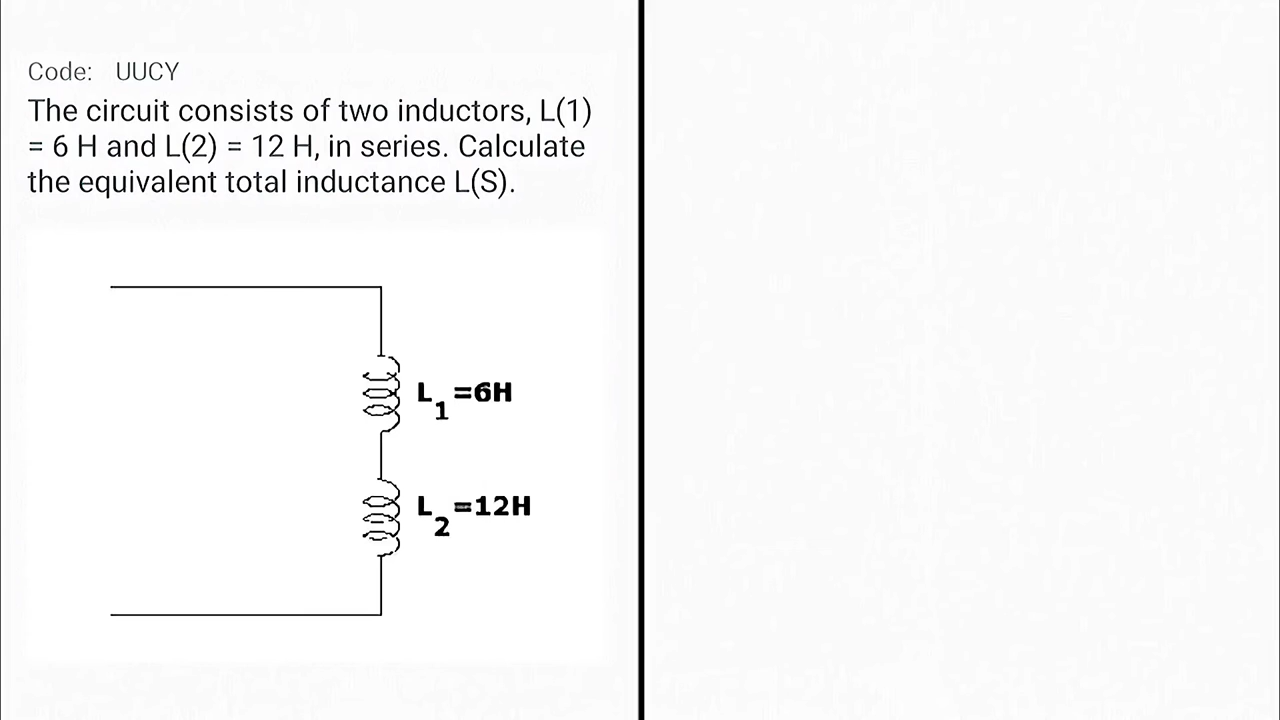 Code: UUCY
The circuit consists of two inductors, L(1)
= 6 H and L(2) = 12 H, in series. Calculate
the equivalent total inductance L(S).
L1=6H
L2=12H